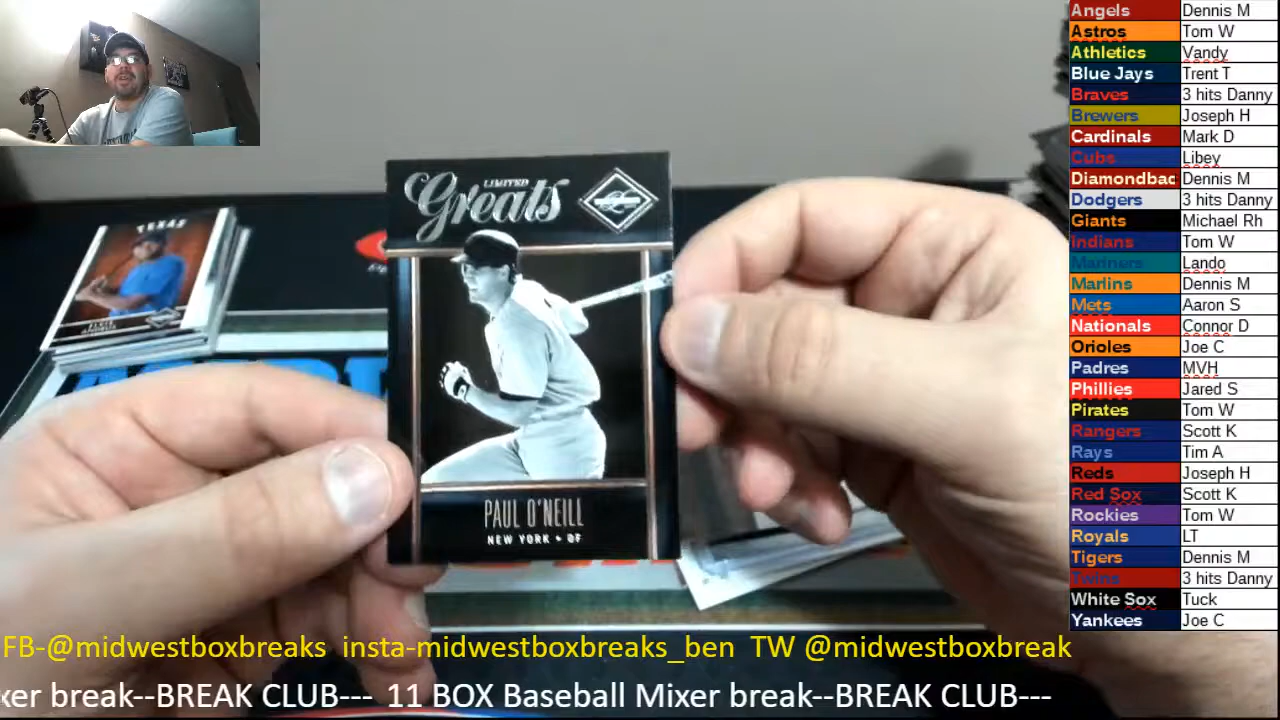 LIMITED
Greats
PAUL O'NEILL
NEW YORK • OF
TEXAS
Angels Dennis M
Astros Tom W
Athletics Vandy
Blue Jays Trent T
Braves 3 hits Danny
Brewers Joseph H
Cardinals Mark D
Cubs Libey
Diamondbac Dennis M
Dodgers 3 hits Danny
Giants Michael Rh
Indians Tom W
Mariners Lando
Marlins Dennis M
Mets Aaron S
Nationals Connor D
Orioles Joe C
Padres MVH
Phillies Jared S
Pirates Tom W
Rangers Scott K
Rays Tim A
Reds Joseph H
Red Sox Scott K
Rockies Tom W
Royals LT
Tigers Dennis M
Twins 3 hits Danny
White Sox Tuck
Yankees Joe C
FB-@midwestboxbreaks insta-midwestboxbreaks_ben TW @midwestboxbreak
xer break--BREAK CLUB--- 11 BOX Baseball Mixer break--BREAK CLUB---